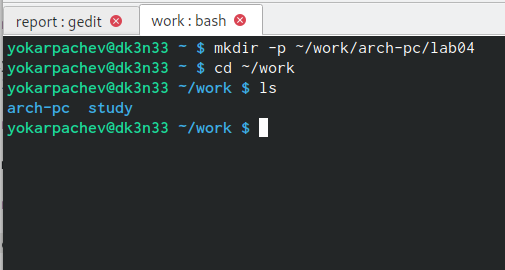 report : gedit
work : bash
yokarpachev@dk3n33 ~ $ mkdir -p ~/work/arch-pc/lab04
yokarpachev@dk3n33 ~ $ cd ~/work
yokarpachev@dk3n33 ~/work $ ls
arch-pc  study
yokarpachev@dk3n33 ~/work $